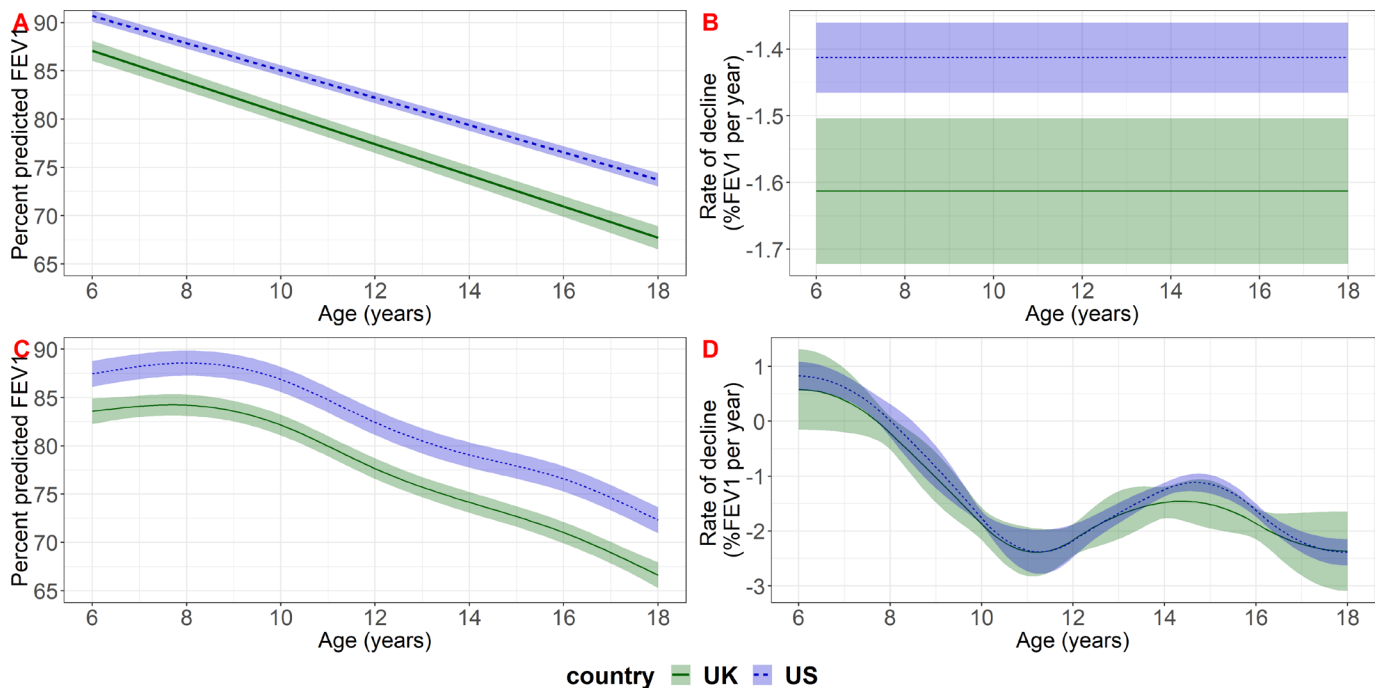 A
Percent predicted FEV1
90
85
80
75
70
65
6 8 10 12 14 16 18
Age (years)
B
Rate of decline
(%FEV1 per year)
-1.4
-1.5
-1.6
-1.7
6 8 10 12 14 16 18
Age (years)
C
Percent predicted FEV1
90
85
80
75
70
65
6 8 10 12 14 16 18
Age (years)
D
Rate of decline
(%FEV1 per year)
1
0
-1
-2
-3
6 8 10 12 14 16 18
Age (years)
country UK US